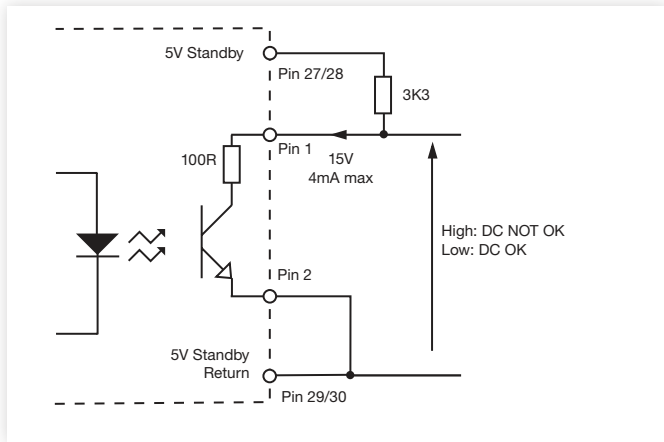 5V Standby
Pin 27/28
3K3
Pin 1
100R
15V
4mA max
High: DC NOT OK
Low: DC OK
Pin 2
5V Standby
Return
Pin 29/30